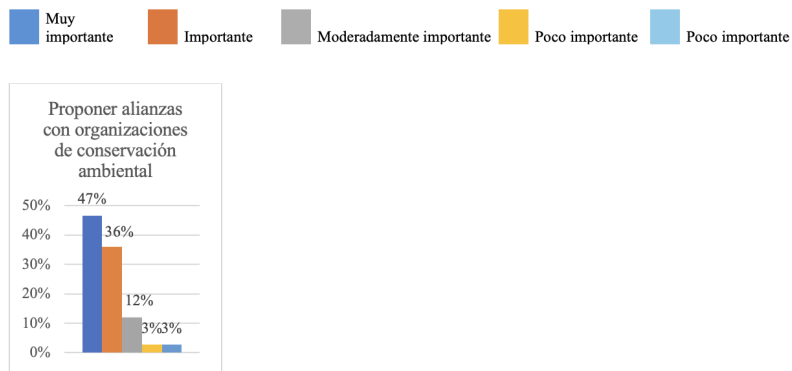 Muy
importante
Importante
Moderadamente importante
Poco importante
Poco importante
Proponer alianzas
con organizaciones
de conservación
ambiental
47%
50%
40%
36%
30%
20%
12%
10%
3%
3%
0%